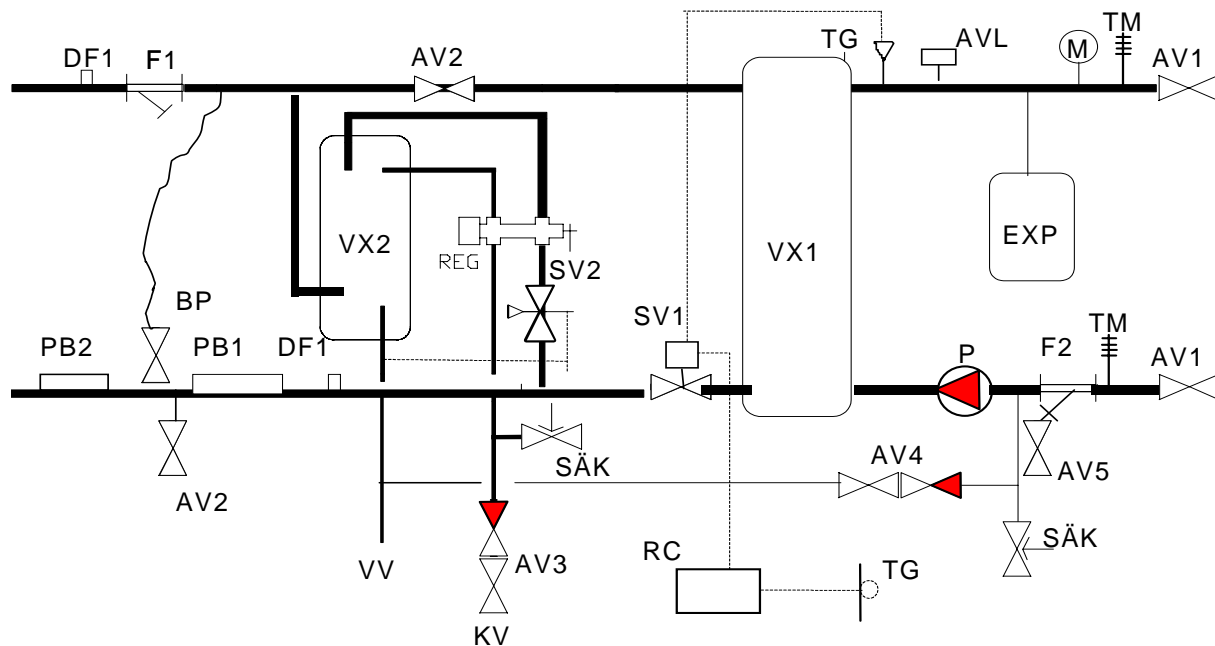 TM
TG
AVL
M
DF1
F1
AV2
AV1
VX2
VX1
EXP
REG
SV2
BP
SV1
PB2
PB1
DF1
P
F2
TM
AV1
SÄK
AV4
AV5
AV2
RC
SÄK
VV
AV3
TG
KV